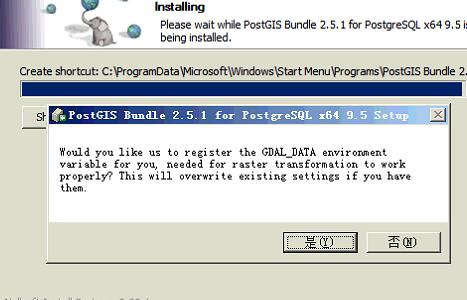 Installing
Please wait while PostGIS Bundle 2.5.1 for PostgreSQL x64 9.5 is
being installed.
Create shortcut: C:\ProgramData\Microsoft\Windows\Start Menu\Programs\PostGIS Bundle 2.
PostGIS Bundle 2.5.1 for PostgreSQL x64 9.5 Setup
Would you like us to register the GDAL_DATA environment
variable for you, needed for raster transformation to work
properly? This will overwrite existing settings if you have
them.
是(Y) 否(N)